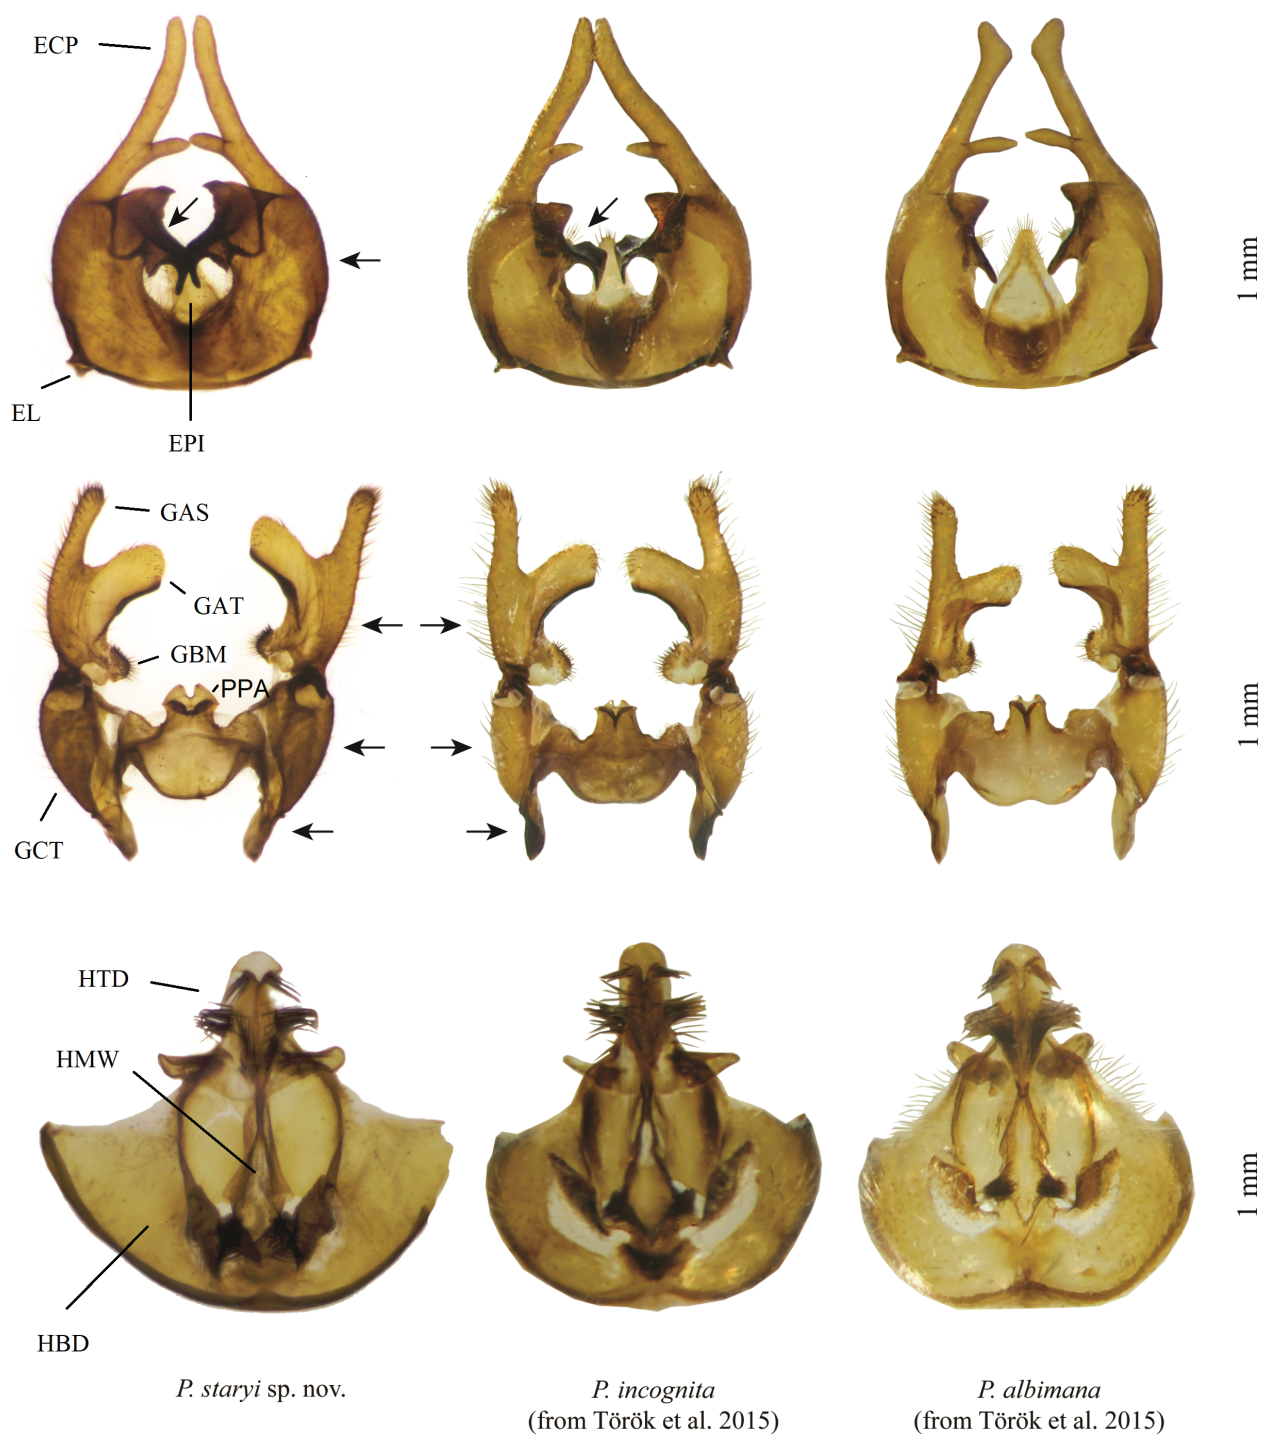 ECP
EL
EPI
1 mm
GAS
GAT
GBM
PPA
GCT
1 mm
HTD
HMW
HBD
1 mm
P. staryi sp. nov.
P. incognita
(from Török et al. 2015)
P. albimana
(from Török et al. 2015)